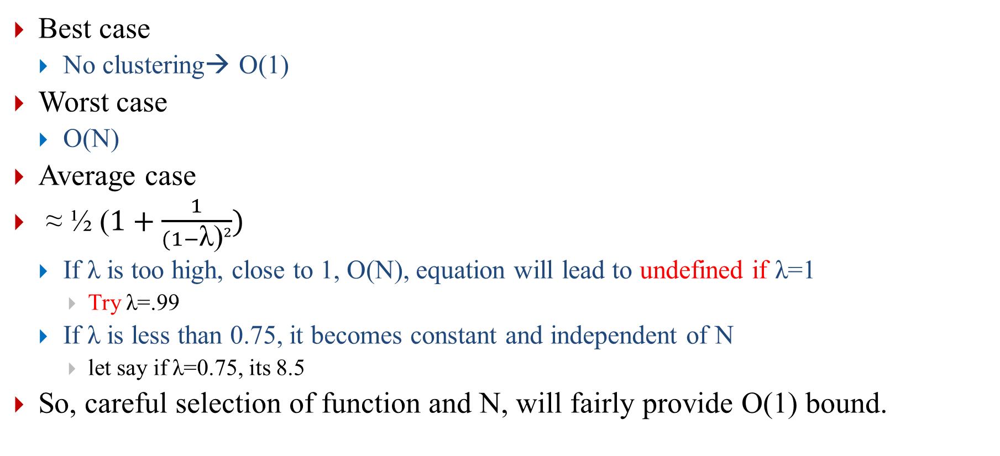 Best case
No clustering→ O(1)
Worst case
O(N)
Average case
≈ ½ (1 + 1/(1−λ)²)
If λ is too high, close to 1, O(N), equation will lead to undefined if λ=1
Try λ=.99
If λ is less than 0.75, it becomes constant and independent of N
let say if λ=0.75, its 8.5
So, careful selection of function and N, will fairly provide O(1) bound.